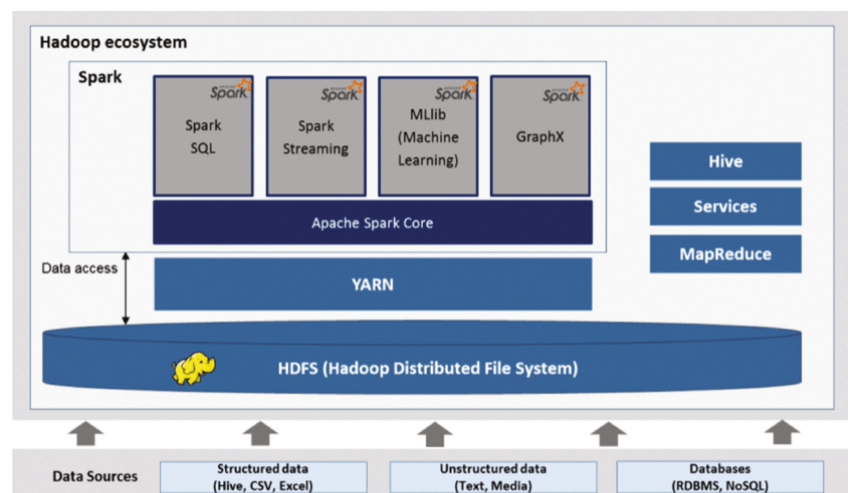 Hadoop ecosystem
Spark
Spark
Spark
SQL
Spark
Spark
Streaming
Spark
MLlib
(Machine
Learning)
Spark
GraphX
Apache Spark Core
Hive
Services
MapReduce
Data access
YARN
HDFS (Hadoop Distributed File System)
Data Sources
Structured data
(Hive, CSV, Excel)
Unstructured data
(Text, Media)
Databases
(RDBMS, NoSQL)